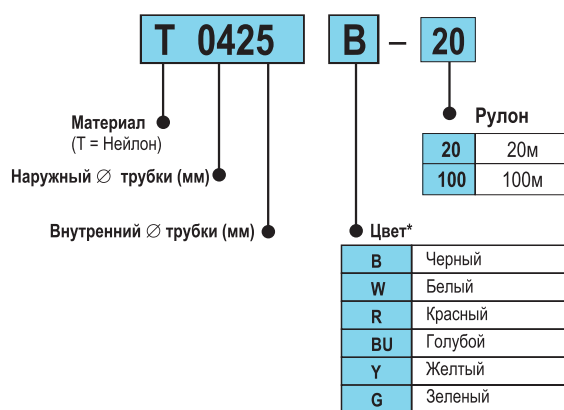 T 0425 B – 20
Материал
(T = Нейлон)
Наружный ∅ трубки (мм)
Внутренний ∅ трубки (мм)
Рулон
20 20м
100 100м
Цвет*
B Черный
W Белый
R Красный
BU Голубой
Y Желтый
G Зеленый